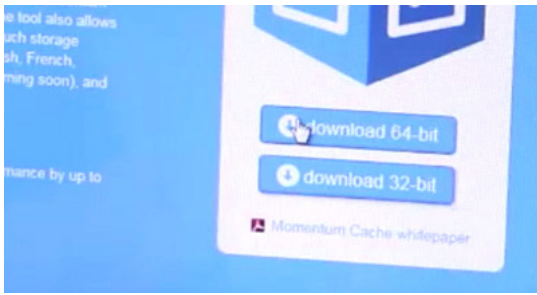 e tool also allows
uch storage
sh, French,
ming soon), and
mance by up to
download 64-bit
download 32-bit
Momentum Cache whitepaper